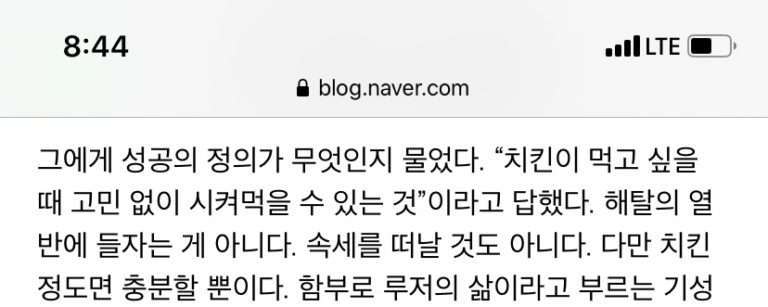 8:44 LTE
blog.naver.com
그에게 성공의 정의가 무엇인지 물었다. “치킨이 먹고 싶을
때 고민 없이 시켜먹을 수 있는 것”이라고 답했다. 해탈의 열
반에 들자는 게 아니다. 속세를 떠날 것도 아니다. 다만 치킨
정도면 충분할 뿐이다. 함부로 루저의 삶이라고 부르는 기성